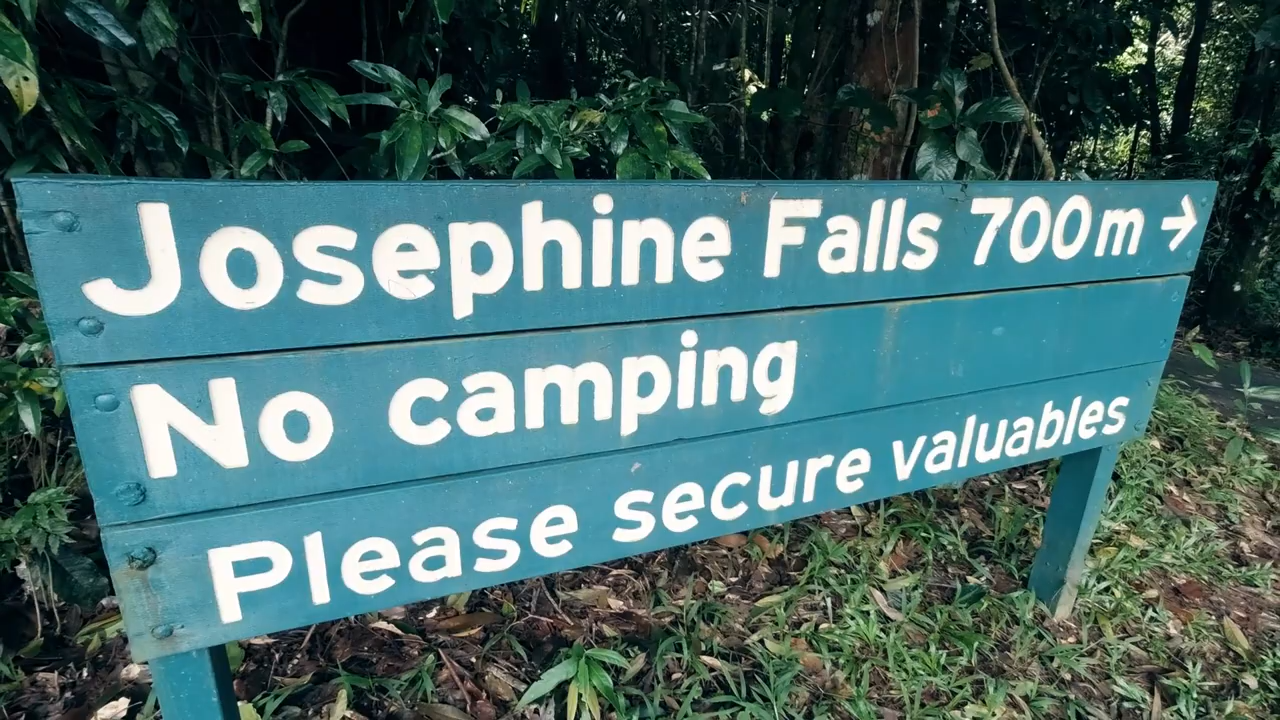 Josephine Falls 700m →
No camping
Please secure valuables